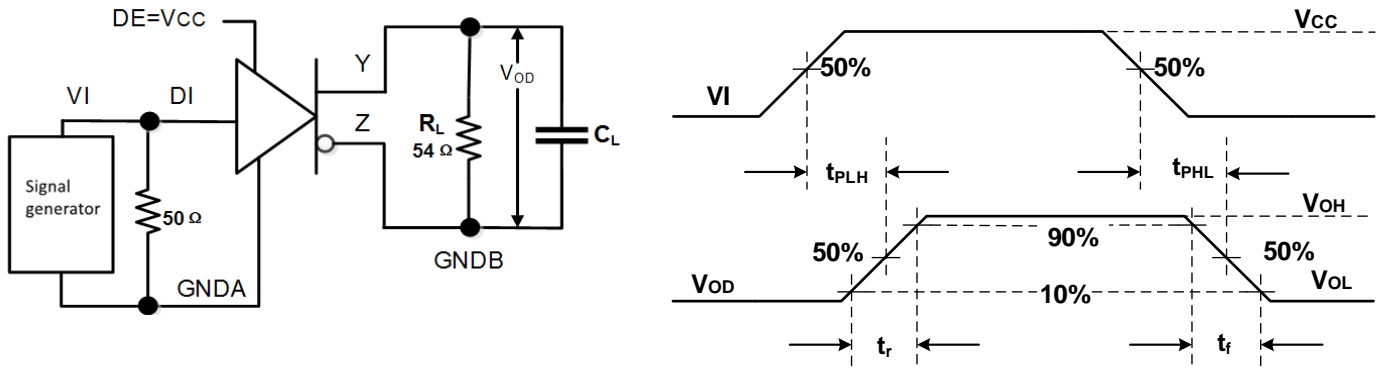 DE=VCC
VI
DI
Signal
generator
50 Ω
GNDA
Y
Z
RL
54 Ω
VOD
CL
GNDB
VCC
VI
50%
50%
tPLH
tPHL
VOH
90%
50%
50%
VOD
10%
VOL
tr
tf